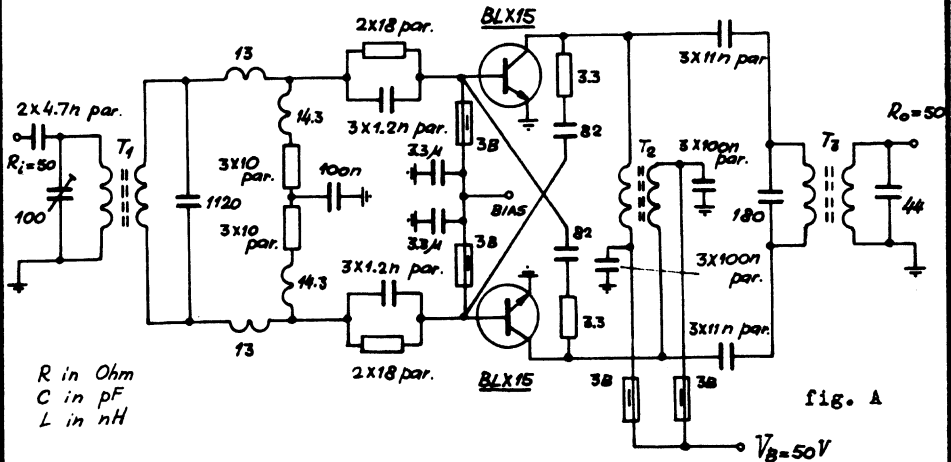 BLX15
2x18 par.
13
3x11n par
14.3
3.3
2x4.7n par.
3x1.2n par.
3B
82
Ro=50
T1
T2
3x100n
par.
T3
Ri=50
3x10
par.
100n
3.3µ
100
1120
BIAS
180
44
3x10
par.
3.3µ
82
3B
3x100n
par.
14.3
3x1.2n par.
3.3
3x11n par.
13
2x18 par.
BLX15
3B
3B
R in Ohm
C in pF
L in nH
fig. A
VB=50V